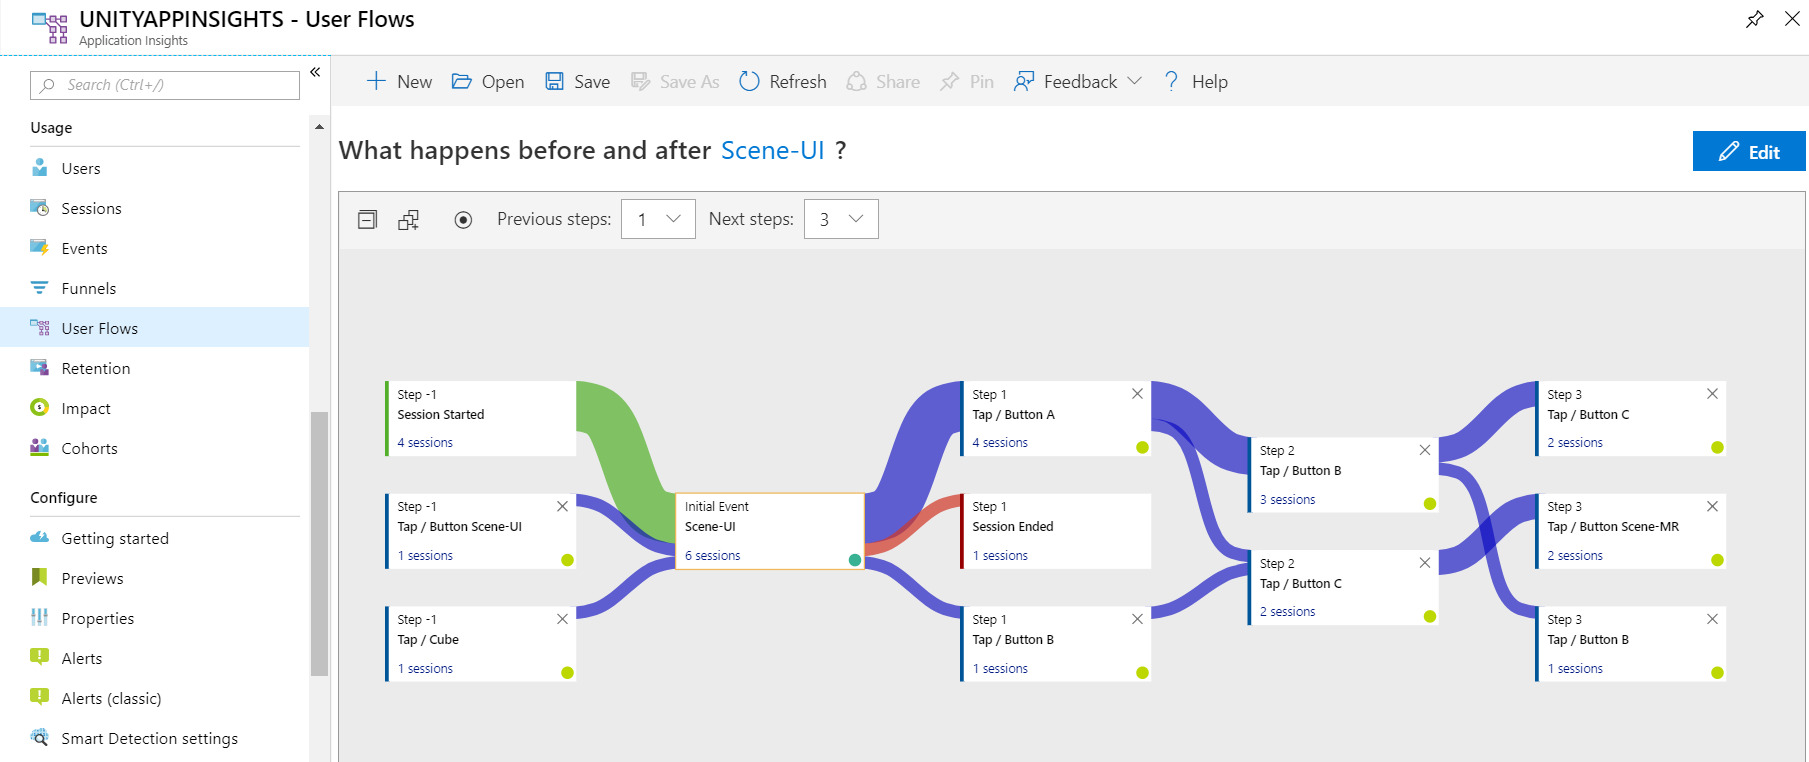 UNITYAPPINSIGHTS - User Flows
Application Insights
Search (Ctrl+/)
«
Usage
Users
Sessions
Events
Funnels
User Flows
Retention
Impact
Cohorts
Configure
Getting started
Previews
Properties
Alerts
Alerts (classic)
Smart Detection settings
New Open Save Save As Refresh Share Pin Feedback ? Help
What happens before and after Scene-UI ?
Edit
Previous steps: 1 Next steps: 3
Step -1
Session Started
4 sessions
Step -1
Tap / Button Scene-UI
1 sessions
Step -1
Tap / Cube
1 sessions
Initial Event
Scene-UI
6 sessions
Step 1
Tap / Button A
4 sessions
Step 1
Session Ended
1 sessions
Step 1
Tap / Button B
1 sessions
Step 2
Tap / Button B
3 sessions
Step 2
Tap / Button C
2 sessions
Step 3
Tap / Button C
2 sessions
Step 3
Tap / Button Scene-MR
2 sessions
Step 3
Tap / Button B
1 sessions